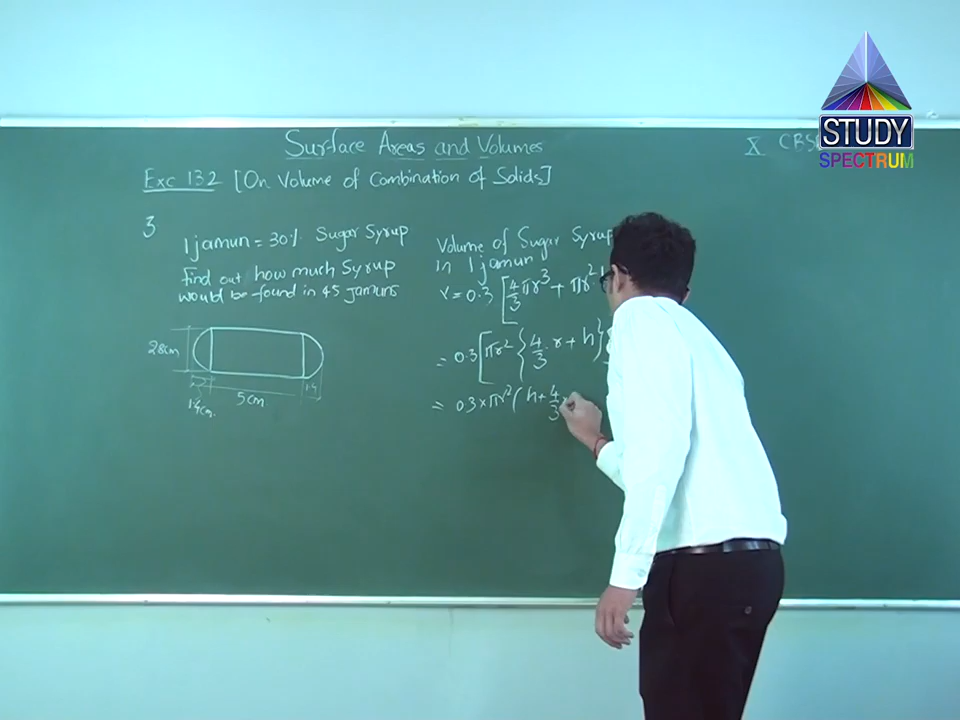 Surface Areas and Volumes
X CBS
STUDY
SPECTRUM
Exc 13.2 [On Volume of Combination of Solids]
3
1 jamun = 30% Sugar Syrup
find out how much Syrup
would be found in 45 Jamuns
28cm
5cm
1.4
1.4cm.
Volume of Sugar Syrup
in 1 jamun
V = 0.3 [4/3 πr³ + πr² h
= 0.3 [πr² { 4/3 r + h }
= 0.3 × πr² ( h + 4/3